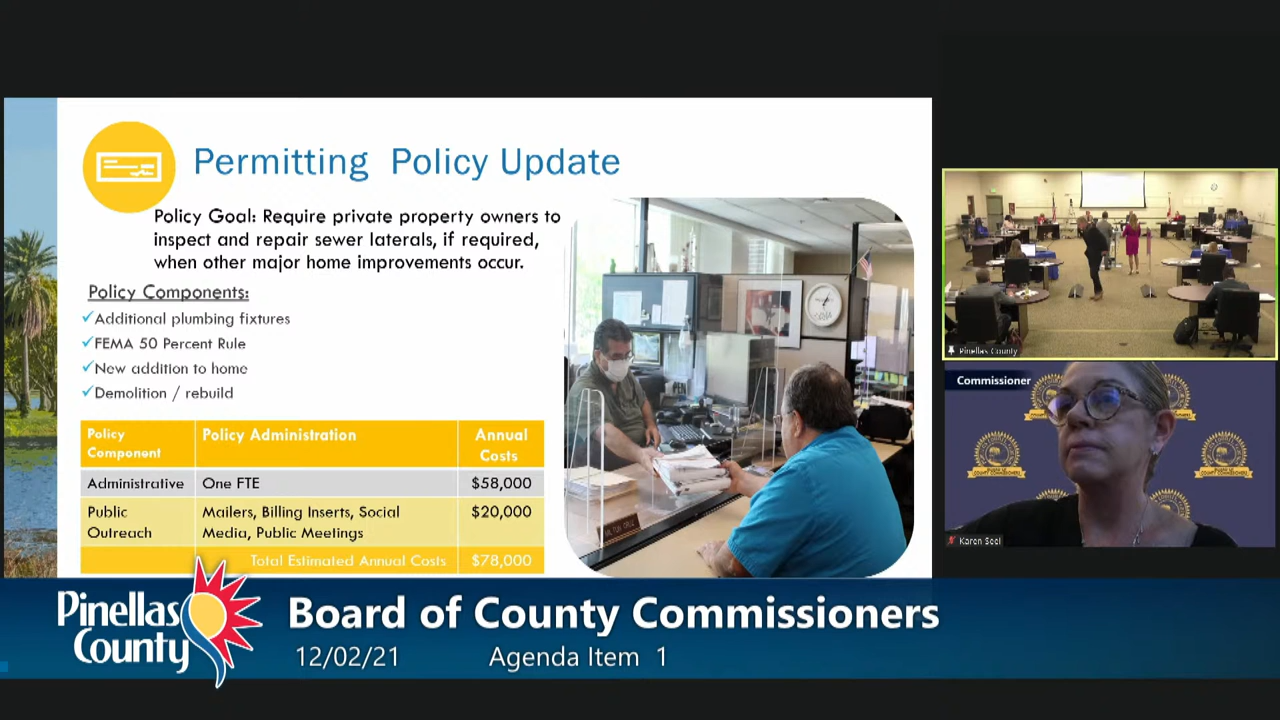 Permitting Policy Update
Policy Goal: Require private property owners to
inspect and repair sewer laterals, if required,
when other major home improvements occur.
Policy Components:
Additional plumbing fixtures
FEMA 50 Percent Rule
New addition to home
Demolition / rebuild
Policy
Component
Policy Administration
Annual
Costs
Administrative
One FTE
$58,000
Public
Outreach
Mailers, Billing Inserts, Social
Media, Public Meetings
$20,000
Total Estimated Annual Costs
$78,000
Pinellas County
Commissioner
Karen Seel
Pinellas
County
Board of County Commissioners
12/02/21
Agenda Item 1